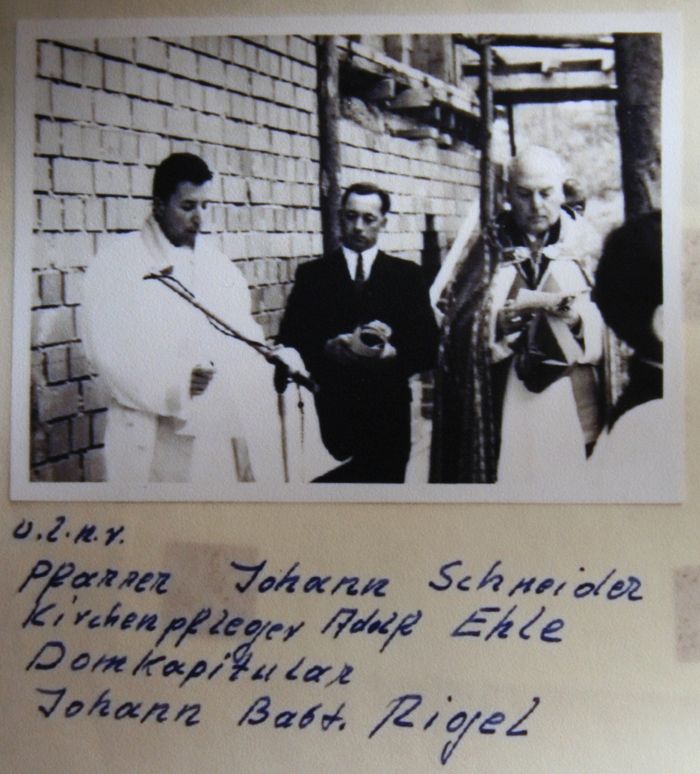 v.l.n.r.
Pfarrer Johann Schneider
Kirchenpfleger Adolf Ehle
Domkapitular
Johann Babt. Rigel